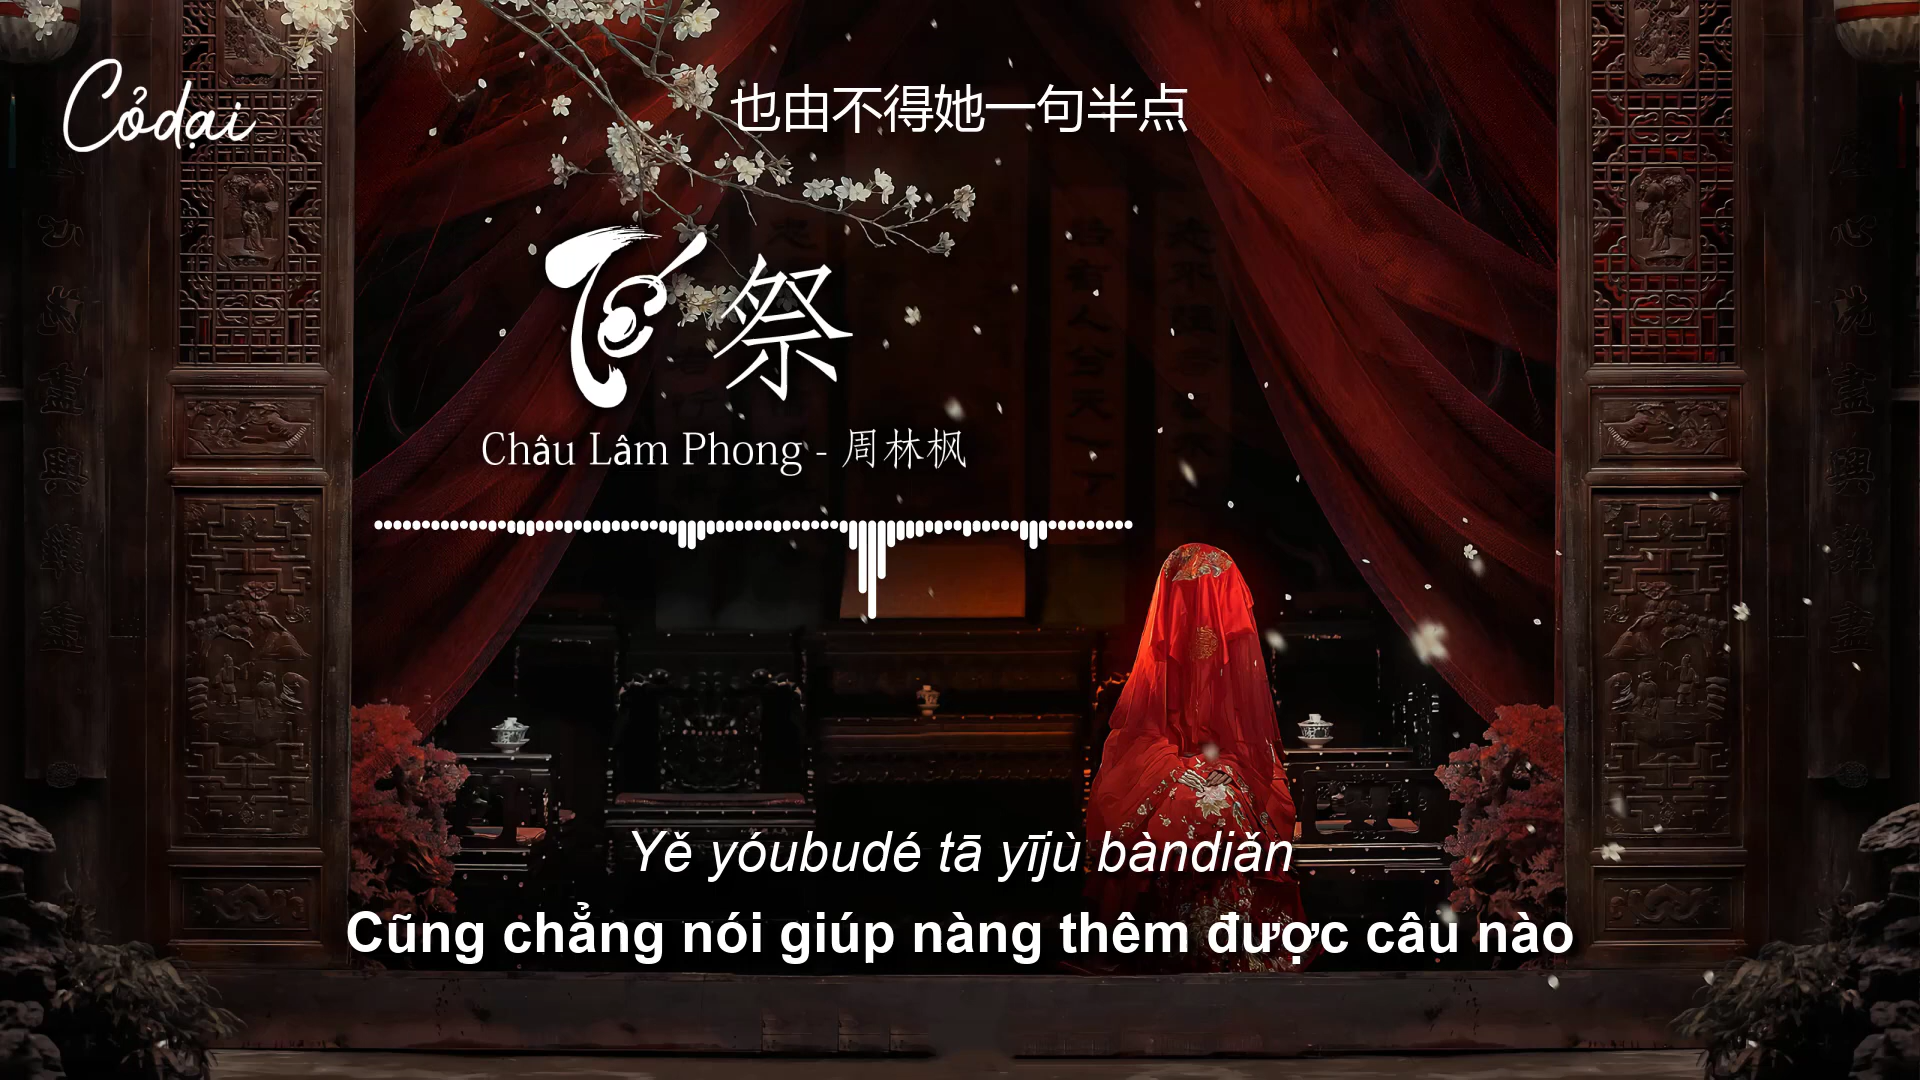 Cổdại
也由不得她一句半点
Tế 祭
Châu Lâm Phong - 周林枫
Yě yóubudé tā yījù bàndiǎn
Cũng chẳng nói giúp nàng thêm được câu nào